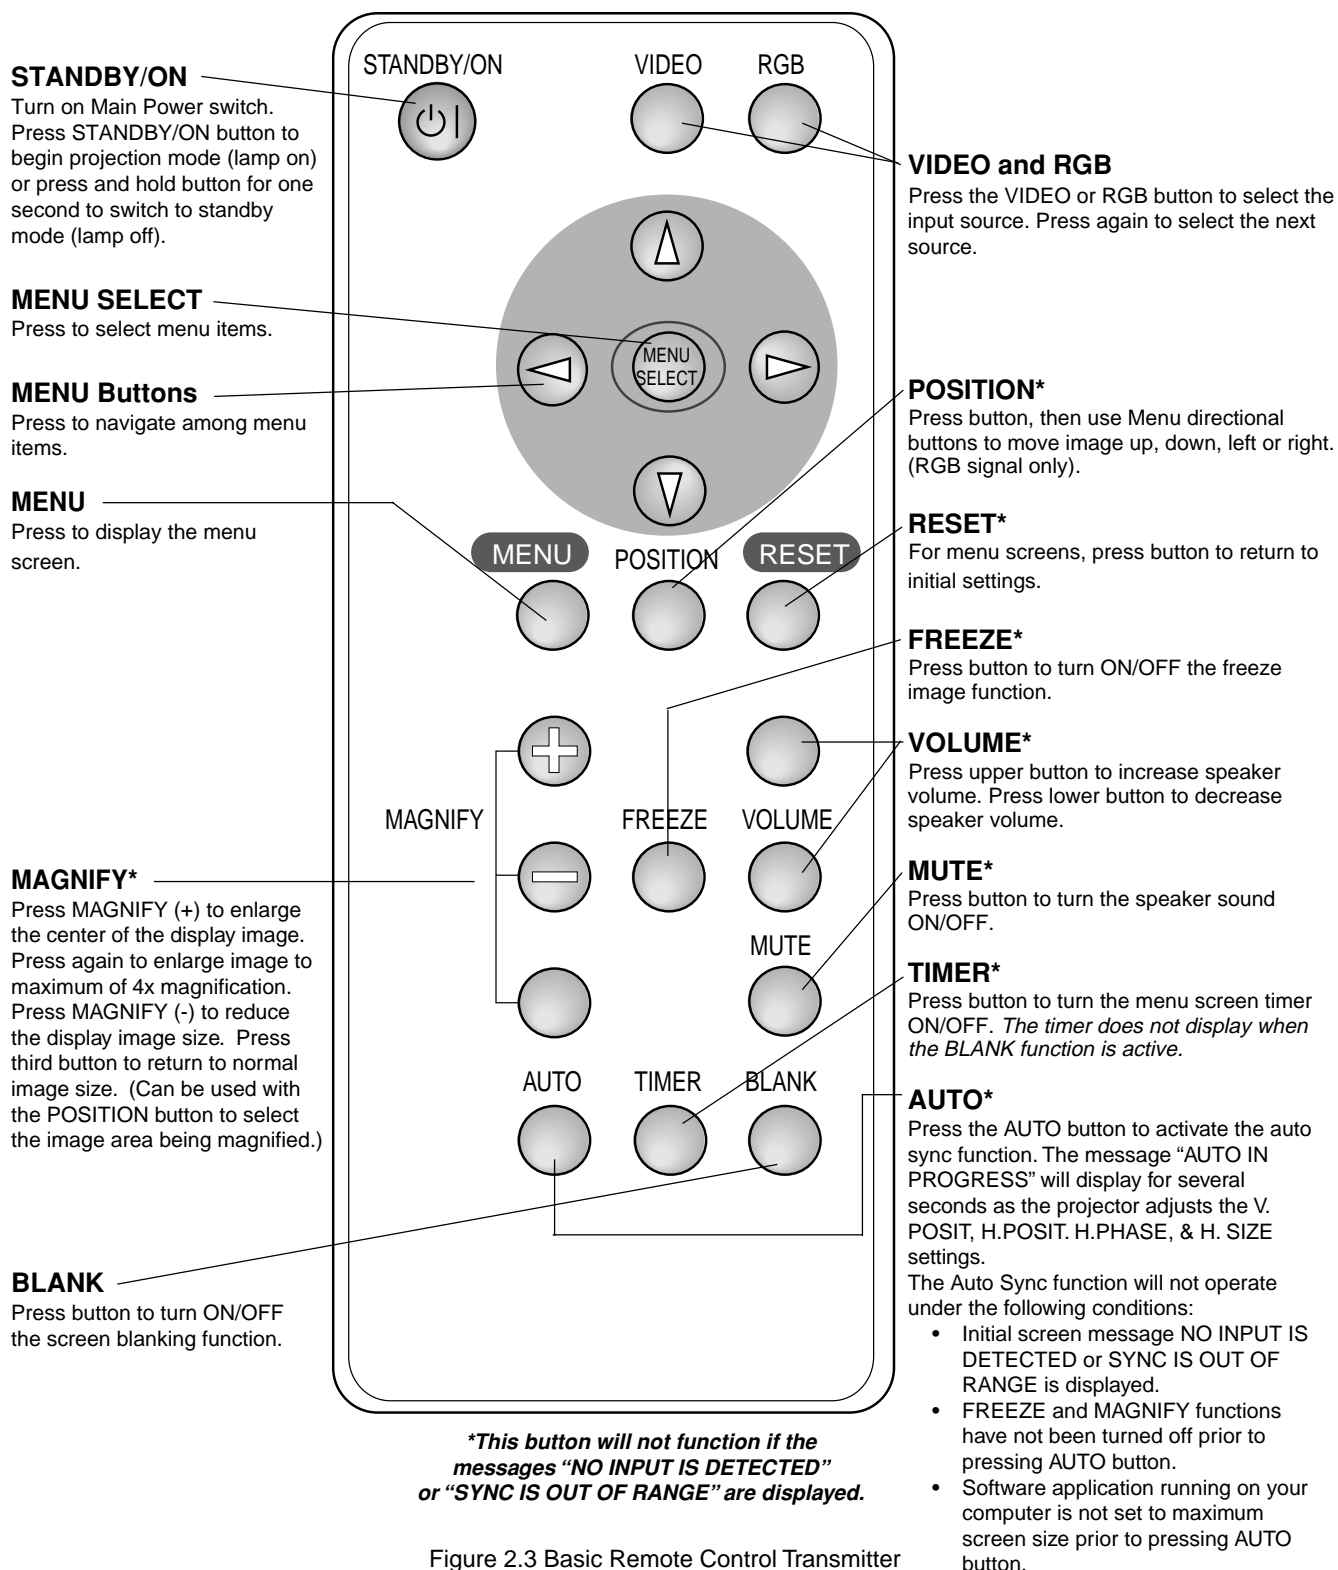 STANDBY/ON
Turn on Main Power switch.
Press STANDBY/ON button to
begin projection mode (lamp on)
or press and hold button for one
second to switch to standby
mode (lamp off).
MENU SELECT
Press to select menu items.
MENU Buttons
Press to navigate among menu
items.
MENU
Press to display the menu
screen.
MAGNIFY*
Press MAGNIFY (+) to enlarge
the center of the display image.
Press again to enlarge image to
maximum of 4x magnification.
Press MAGNIFY (-) to reduce
the display image size. Press
third button to return to normal
image size. (Can be used with
the POSITION button to select
the image area being magnified.)
BLANK
Press button to turn ON/OFF
the screen blanking function.
STANDBY/ON
VIDEO
RGB
MENU
SELECT
MENU
POSITION
RESET
MAGNIFY
FREEZE
VOLUME
MUTE
AUTO
TIMER
BLANK
VIDEO and RGB
Press the VIDEO or RGB button to select the
input source. Press again to select the next
source.
POSITION*
Press button, then use Menu directional
buttons to move image up, down, left or right.
(RGB signal only).
RESET*
For menu screens, press button to return to
initial settings.
FREEZE*
Press button to turn ON/OFF the freeze
image function.
VOLUME*
Press upper button to increase speaker
volume. Press lower button to decrease
speaker volume.
MUTE*
Press button to turn the speaker sound
ON/OFF.
TIMER*
Press button to turn the menu screen timer
ON/OFF. The timer does not display when
the BLANK function is active.
AUTO*
Press the AUTO button to activate the auto
sync function. The message “AUTO IN
PROGRESS” will display for several
seconds as the projector adjusts the V.
POSIT, H.POSIT. H.PHASE, & H. SIZE
settings.
The Auto Sync function will not operate
under the following conditions:
• Initial screen message NO INPUT IS
DETECTED or SYNC IS OUT OF
RANGE is displayed.
• FREEZE and MAGNIFY functions
have not been turned off prior to
pressing AUTO button.
• Software application running on your
computer is not set to maximum
screen size prior to pressing AUTO
button.
*This button will not function if the
messages “NO INPUT IS DETECTED”
or “SYNC IS OUT OF RANGE” are displayed.
Figure 2.3 Basic Remote Control Transmitter